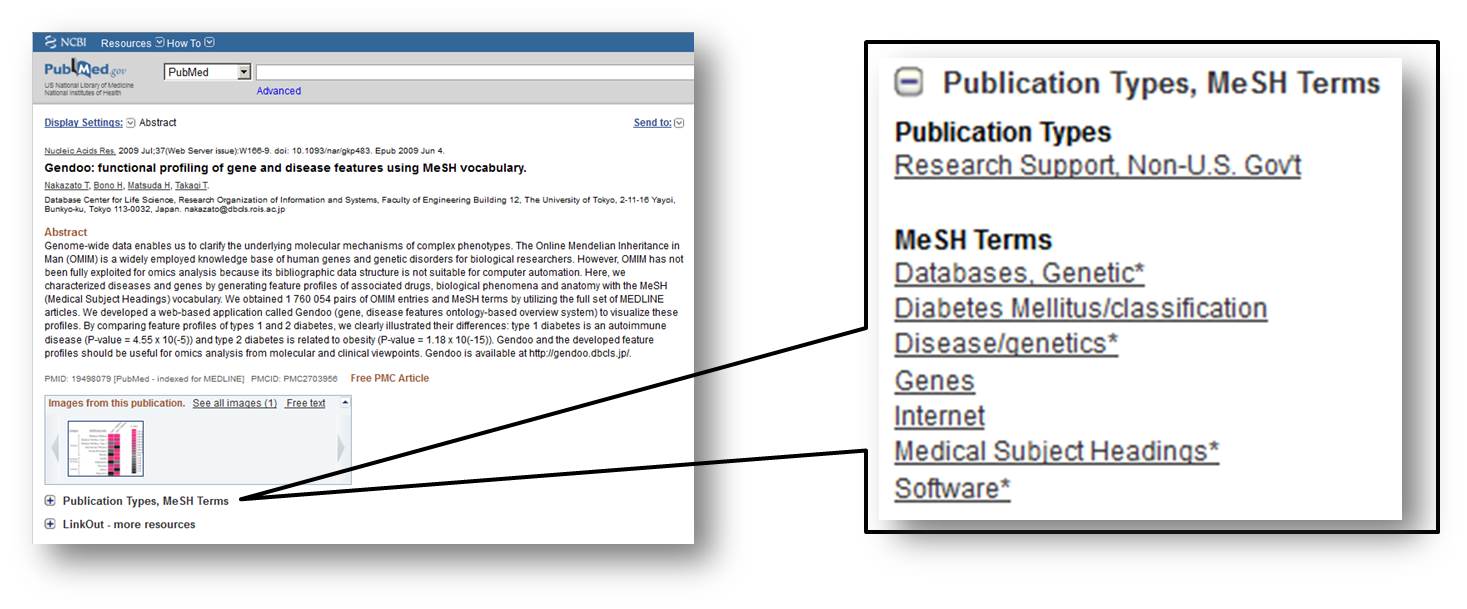 NCBI Resources How To
PubMed.gov
US National Library of Medicine
National Institutes of Health
PubMed
Advanced
Display Settings: Abstract
Send to:
Nucleic Acids Res. 2009 Jul;37(Web Server issue):W166-9. doi: 10.1093/nar/gkp483. Epub 2009 Jun 4.
Gendoo: functional profiling of gene and disease features using MeSH vocabulary.
Nakazato T, Bono H, Matsuda H, Takagi T.
Database Center for Life Science, Research Organization of Information and Systems, Faculty of Engineering Building 12, The University of Tokyo, 2-11-16 Yayoi,
Bunkyo-ku, Tokyo 113-0032, Japan. nakazato@dbcls.rois.ac.jp
Abstract
Genome-wide data enables us to clarify the underlying molecular mechanisms of complex phenotypes. The Online Mendelian Inheritance in
Man (OMIM) is a widely employed knowledge base of human genes and genetic disorders for biological researchers. However, OMIM has not
been fully exploited for omics analysis because its bibliographic data structure is not suitable for computer automation. Here, we
characterized diseases and genes by generating feature profiles of associated drugs, biological phenomena and anatomy with the MeSH
(Medical Subject Headings) vocabulary. We obtained 1 760 054 pairs of OMIM entries and MeSH terms by utilizing the full set of MEDLINE
articles. We developed a web-based application called Gendoo (gene, disease features ontology-based overview system) to visualize these
profiles. By comparing feature profiles of types 1 and 2 diabetes, we clearly illustrated their differences: type 1 diabetes is an autoimmune
disease (P-value = 4.55 x 10(-5)) and type 2 diabetes is related to obesity (P-value = 1.18 x 10(-15)). Gendoo and the developed feature
profiles should be useful for omics analysis from molecular and clinical viewpoints. Gendoo is available at http://gendoo.dbcls.jp/.
PMID: 19498079 [PubMed - indexed for MEDLINE] PMCID: PMC2703956 Free PMC Article
Images from this publication. See all images (1) Free text
Publication Types, MeSH Terms
LinkOut - more resources
Publication Types, MeSH Terms
Publication Types
Research Support, Non-U.S. Gov't
MeSH Terms
Databases, Genetic*
Diabetes Mellitus/classification
Disease/genetics*
Genes
Internet
Medical Subject Headings*
Software*